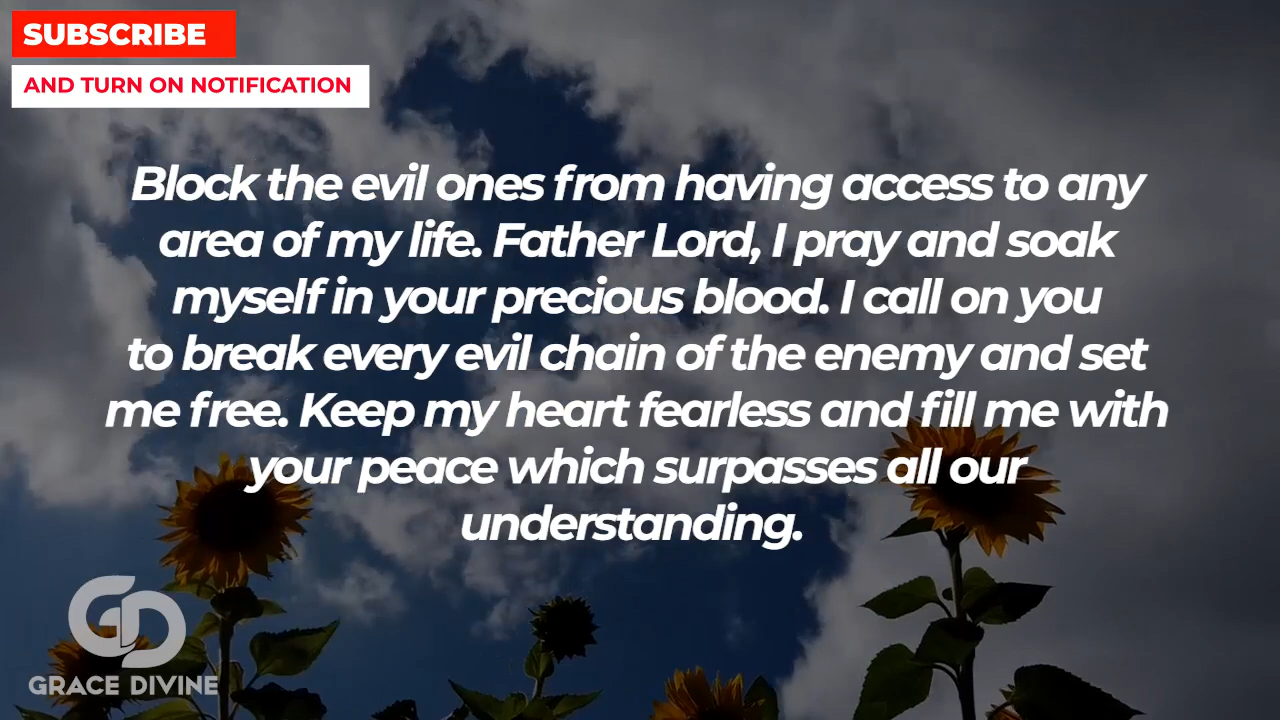 SUBSCRIBE
AND TURN ON NOTIFICATION
Block the evil ones from having access to any
area of my life. Father Lord, I pray and soak
myself in your precious blood. I call on you
to break every evil chain of the enemy and set
me free. Keep my heart fearless and fill me with
your peace which surpasses all our
understanding.
GD
GRACE DIVINE